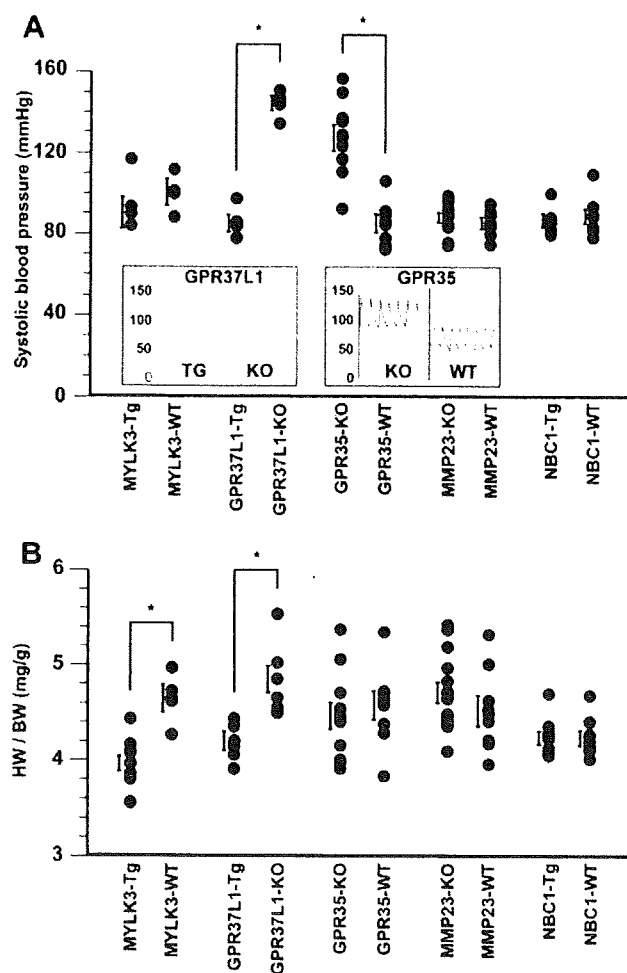 A
*
*
Systolic blood pressure (mmHg)
160
120
80
40
0
GPR37L1
150
100
50
0
TG KO
GPR35
150
100
50
0
KO WT
MYLK3-Tg
MYLK3-WT
GPR37L1-Tg
GPR37L1-KO
GPR35-KO
GPR35-WT
MMP23-KO
MMP23-WT
NBC1-Tg
NBC1-WT
B
*
*
HW / BW (mg/g)
6
5
4
3
MYLK3-Tg
MYLK3-WT
GPR37L1-Tg
GPR37L1-KO
GPR35-KO
GPR35-WT
MMP23-KO
MMP23-WT
NBC1-Tg
NBC1-WT